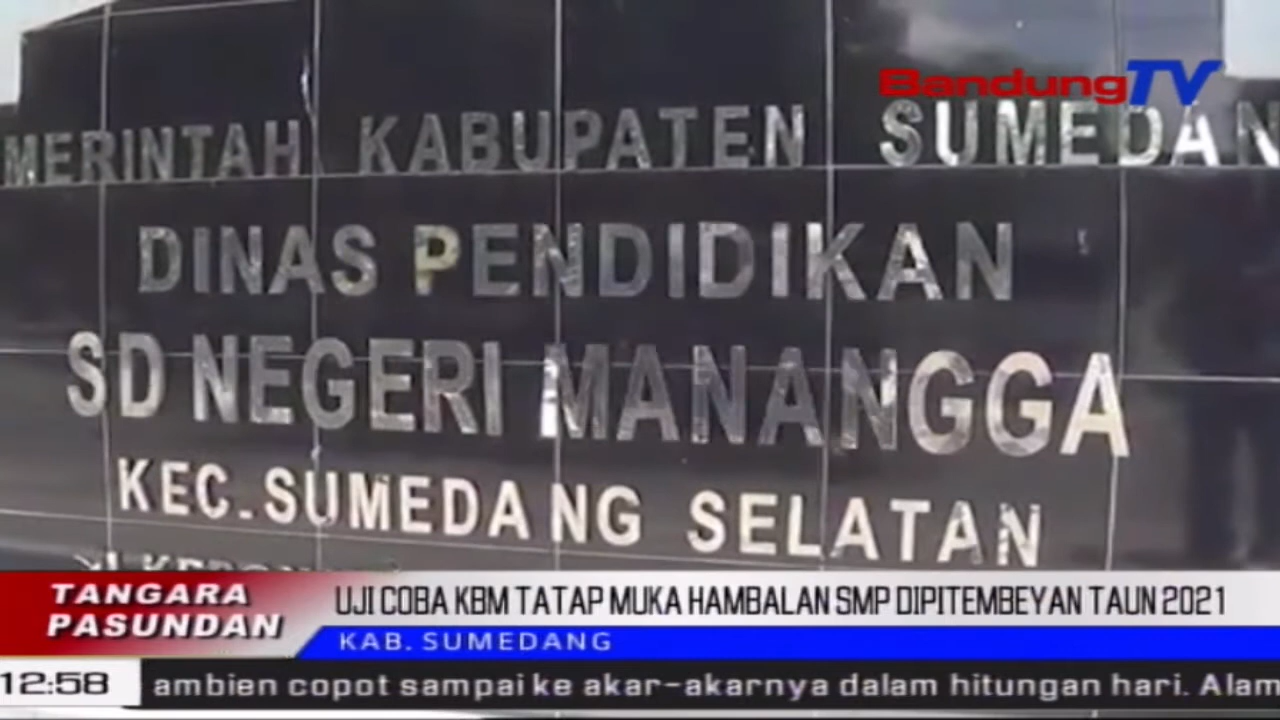 BandungTV
MERINTAH KABUPATEN SUMEDAN
DINAS PENDIDIKAN
SD NEGERI MANANGGA
KEC.SUMEDANG SELATAN
TANGARA
PASUNDAN
UJI COBA KBM TATAP MUKA HAMBALAN SMP DIPITEMBEYAN TAUN 2021
KAB. SUMEDANG
12:58 ambien copot sampai ke akar-akarnya dalam hitungan hari. Alam